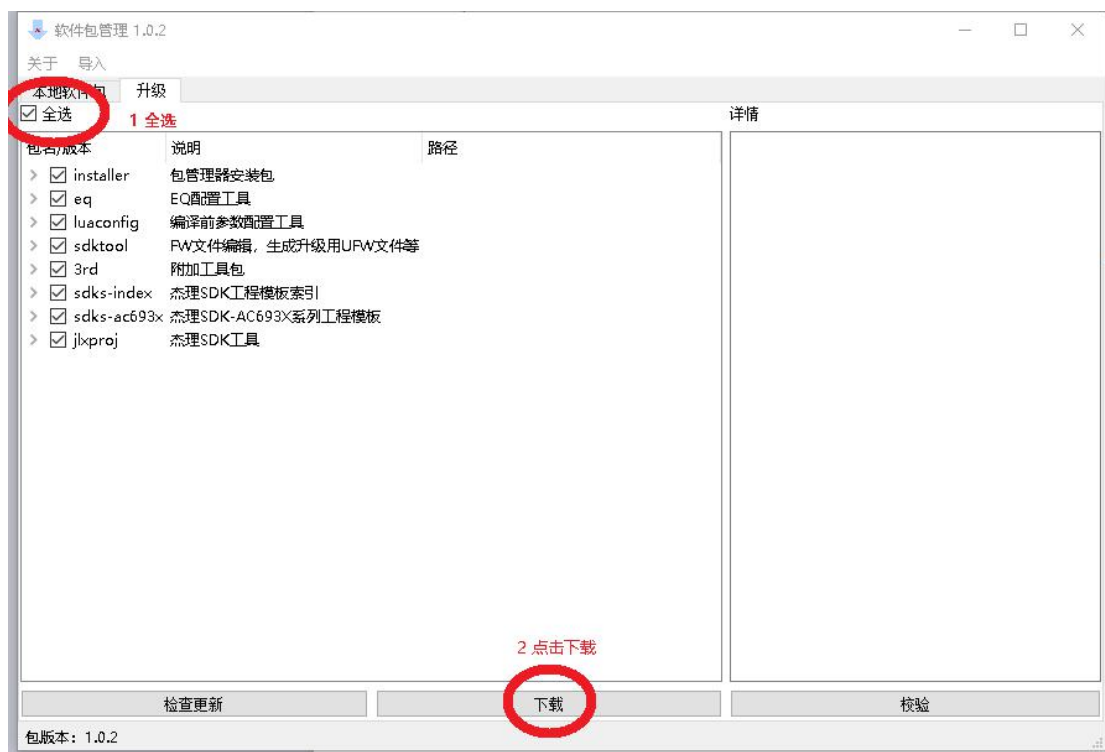 软件包管理 1.0.2
关于 导入
本地软件包 升级
全选 1 全选 详情
包名/版本 说明 路径
installer 包管理器安装包
eq EQ配置工具
luaconfig 编译前参数配置工具
sdktool FW文件编辑，生成升级用UFW文件等
3rd 附加工具包
sdks-index 杰理SDK工程模板索引
sdks-ac693x 杰理SDK-AC693X系列工程模板
jlxproj 杰理SDK工具
2 点击下载
检查更新 下载 校验
包版本：1.0.2